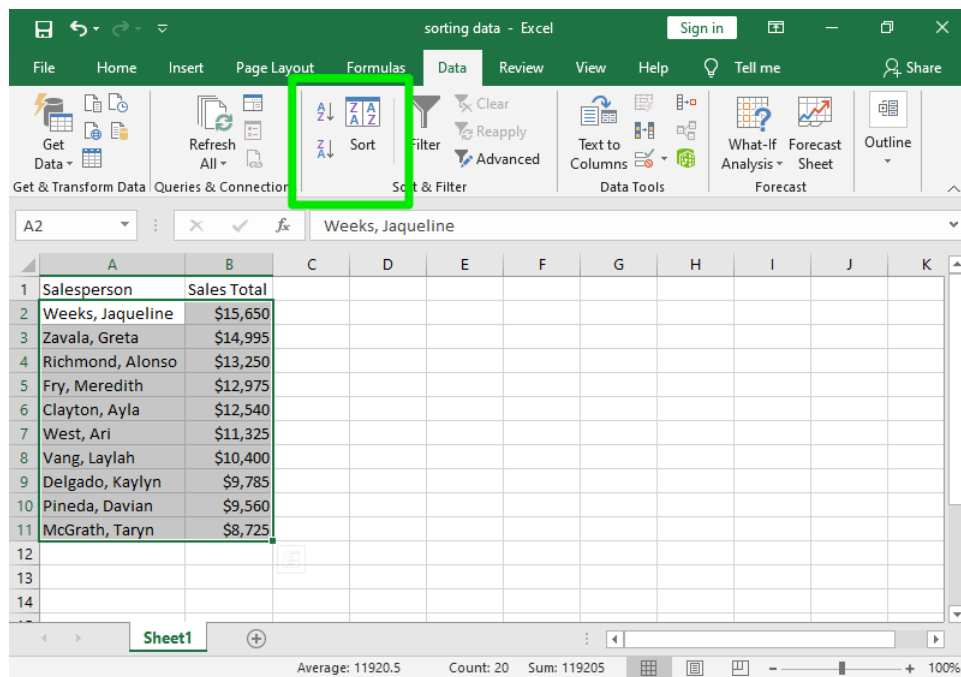 sorting data - Excel Sign in
File Home Insert Page Layout Formulas Data Review View Help Tell me Share
Get Data
Refresh All
A Z
Z A
Z A A Z
Sort
Filter
Clear
Reapply
Advanced
Text to Columns
What-If Analysis
Forecast Sheet
Outline
Get & Transform Data Queries & Connections Sort & Filter Data Tools Forecast
A2 fx Weeks, Jaqueline
A B C D E F G H I J K
1 Salesperson Sales Total
2 Weeks, Jaqueline $15,650
3 Zavala, Greta $14,995
4 Richmond, Alonso $13,250
5 Fry, Meredith $12,975
6 Clayton, Ayla $12,540
7 West, Ari $11,325
8 Vang, Laylah $10,400
9 Delgado, Kaylyn $9,785
10 Pineda, Davian $9,560
11 McGrath, Taryn $8,725
12
13
14
Sheet1
Average: 11920.5 Count: 20 Sum: 119205 100%